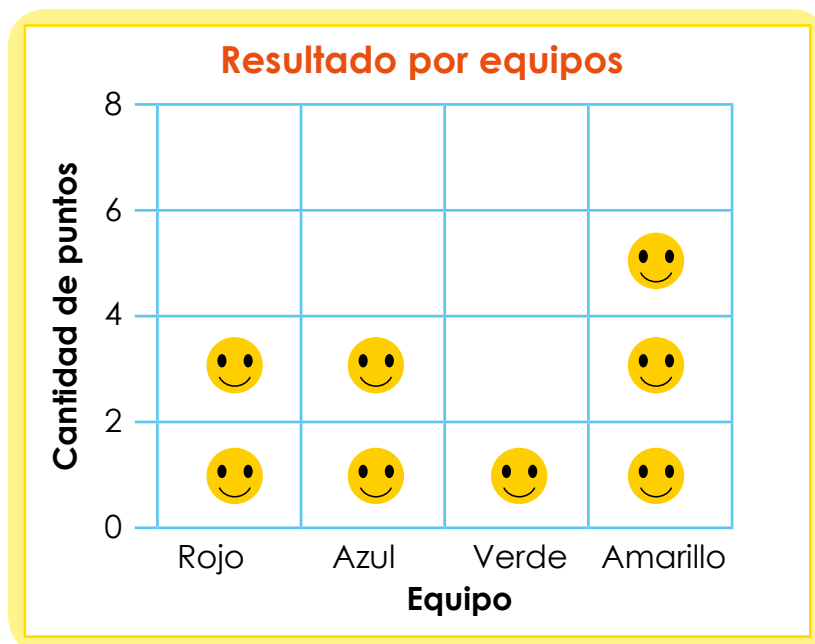 Resultado por equipos
Cantidad de puntos
8
6
4
2
0
Rojo Azul Verde Amarillo
Equipo